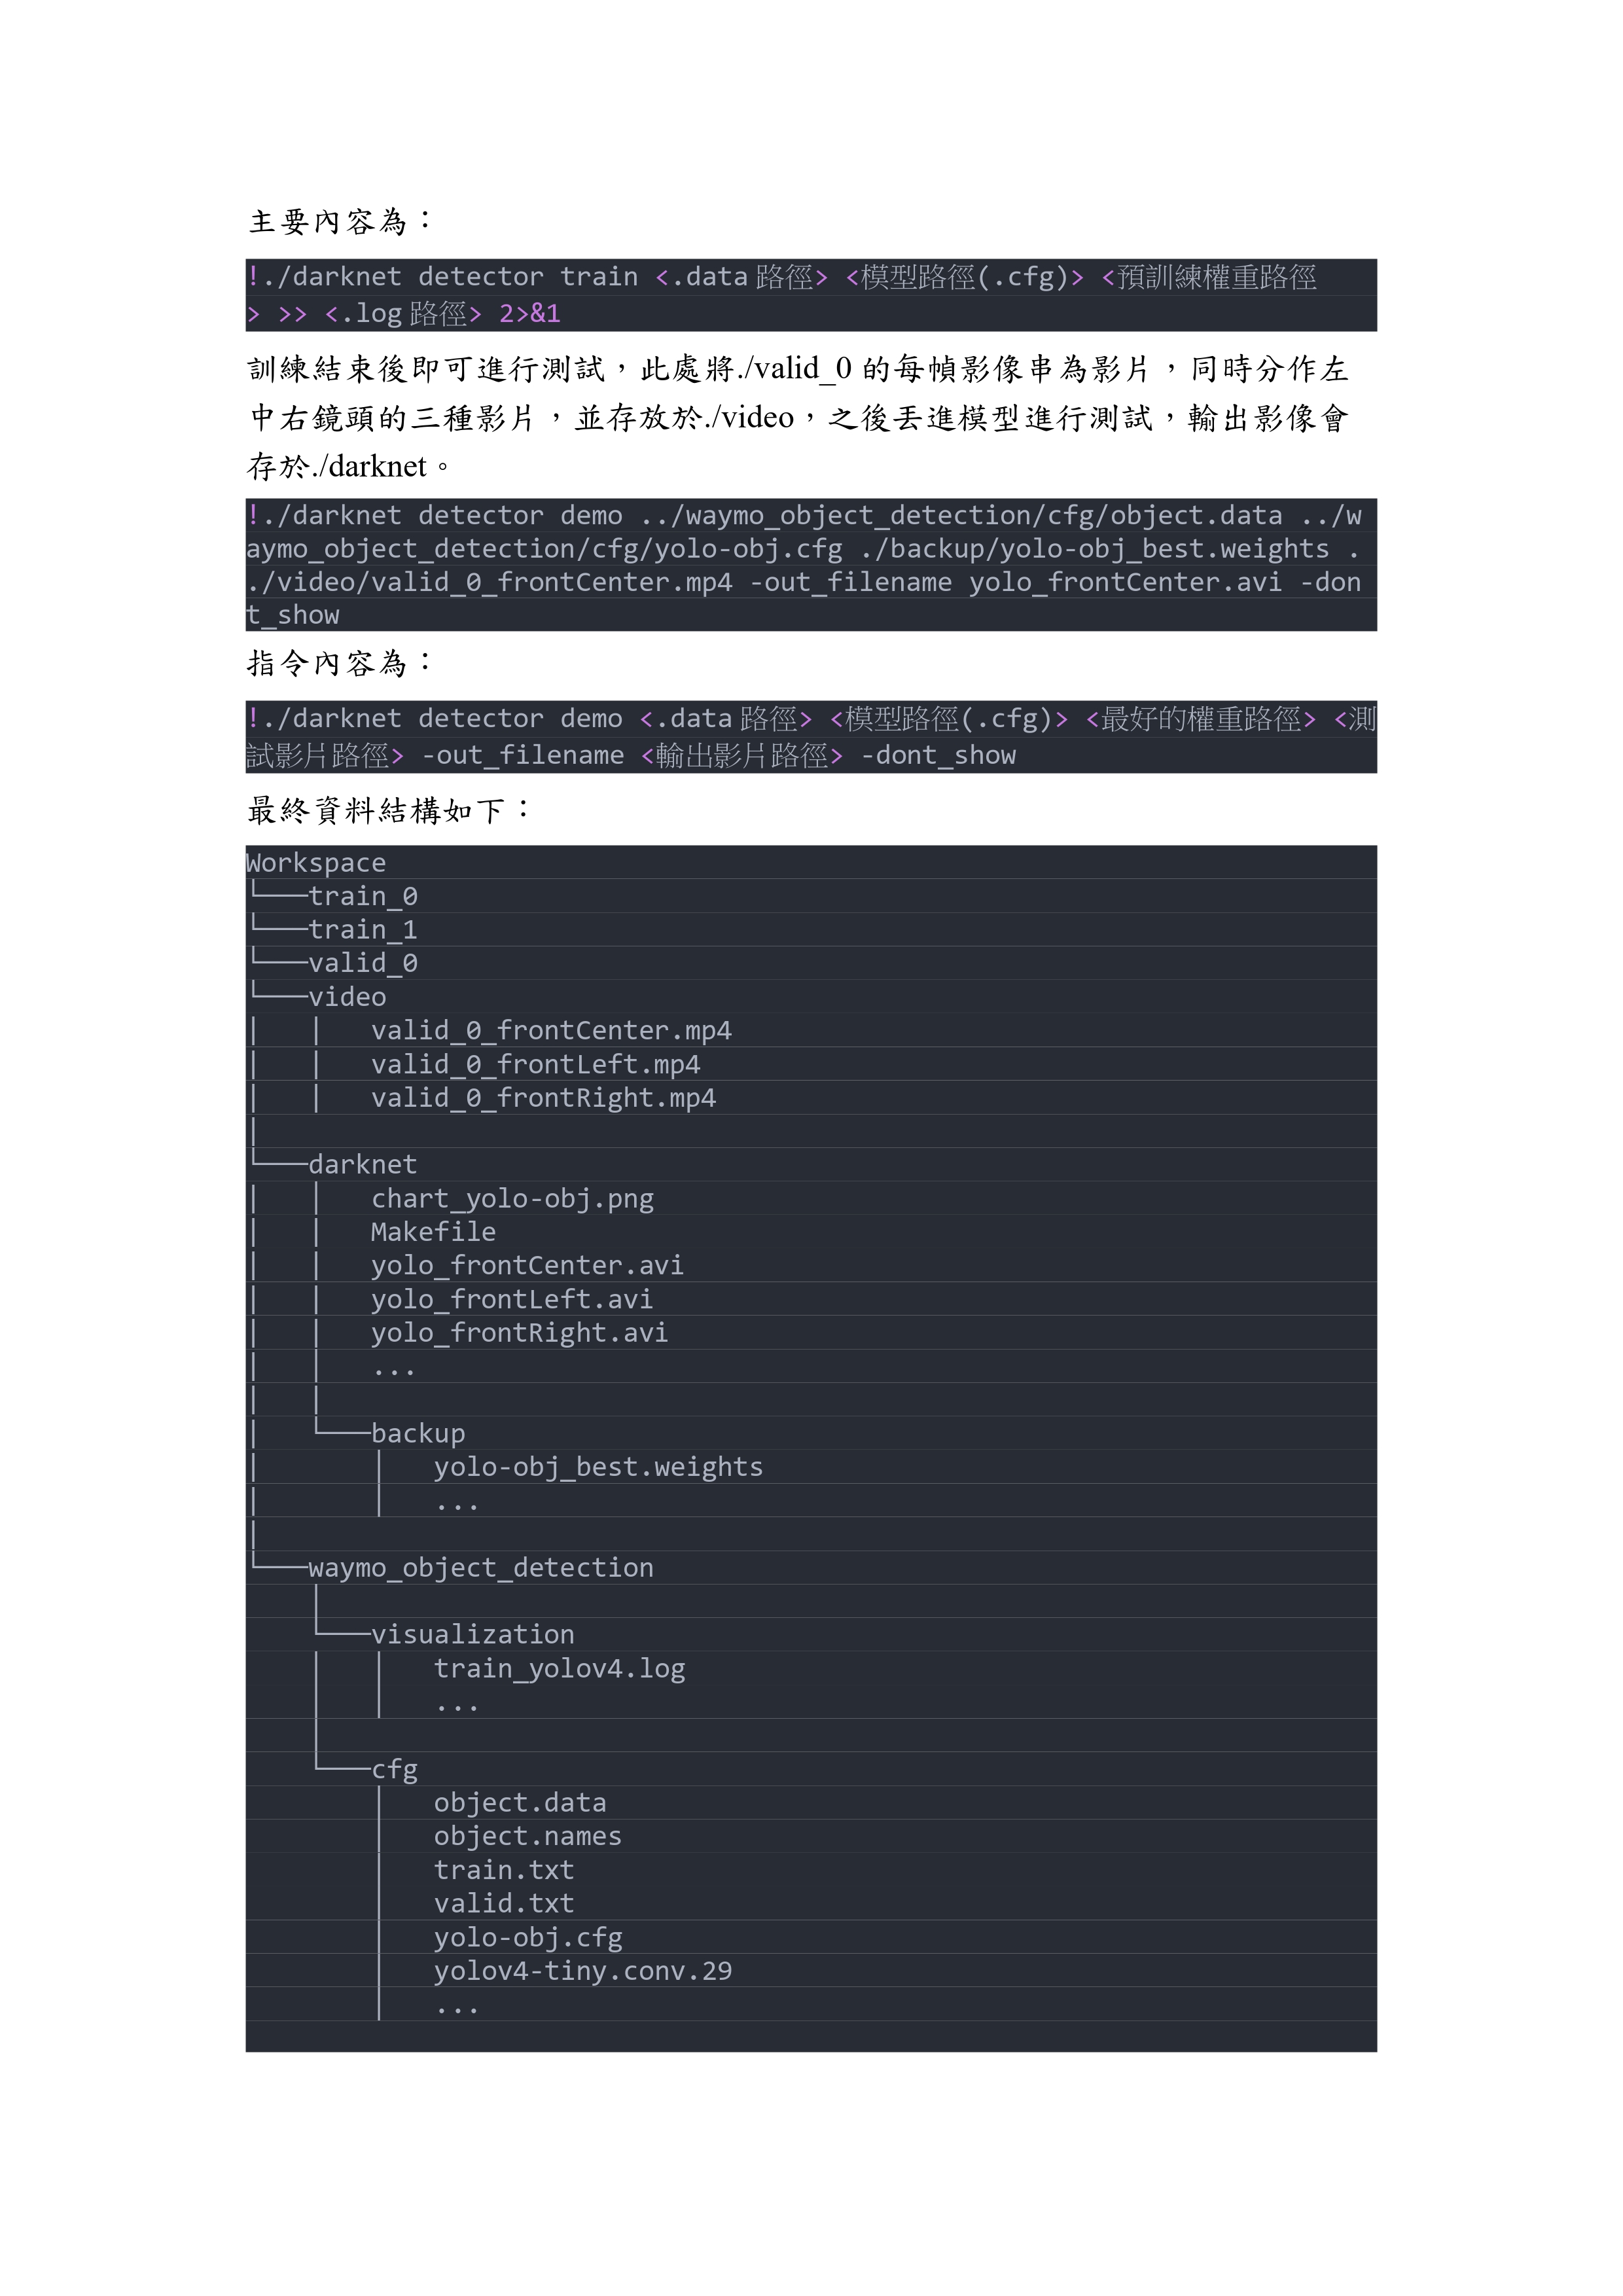 主要內容為：
!./darknet detector train <.data 路徑> <模型路徑(.cfg)> <預訓練權重路徑
> >> <.log 路徑> 2>&1
訓練結束後即可進行測試，此處將./valid_0 的每幀影像串為影片，同時分作左
中右鏡頭的三種影片，並存放於./video，之後丟進模型進行測試，輸出影像會
存於./darknet。
!./darknet detector demo ../waymo_object_detection/cfg/object.data ../w
aymo_object_detection/cfg/yolo-obj.cfg ./backup/yolo-obj_best.weights .
./video/valid_0_frontCenter.mp4 -out_filename yolo_frontCenter.avi -don
t_show
指令內容為：
!./darknet detector demo <.data 路徑> <模型路徑(.cfg)> <最好的權重路徑> <測
試影片路徑> -out_filename <輸出影片路徑> -dont_show
最終資料結構如下：
Workspace
└───train_0
└───train_1
└───valid_0
└───video
│   │   valid_0_frontCenter.mp4
│   │   valid_0_frontLeft.mp4
│   │   valid_0_frontRight.mp4
│
└───darknet
│   │   chart_yolo-obj.png
│   │   Makefile
│   │   yolo_frontCenter.avi
│   │   yolo_frontLeft.avi
│   │   yolo_frontRight.avi
│   │   ...
│   │
│   └───backup
│       │   yolo-obj_best.weights
│       │   ...
│
└───waymo_object_detection
    │
    └───visualization
    │   │   train_yolov4.log
    │   │   ...
    │
    └───cfg
        │   object.data
        │   object.names
        │   train.txt
        │   valid.txt
        │   yolo-obj.cfg
        │   yolov4-tiny.conv.29
        │   ...